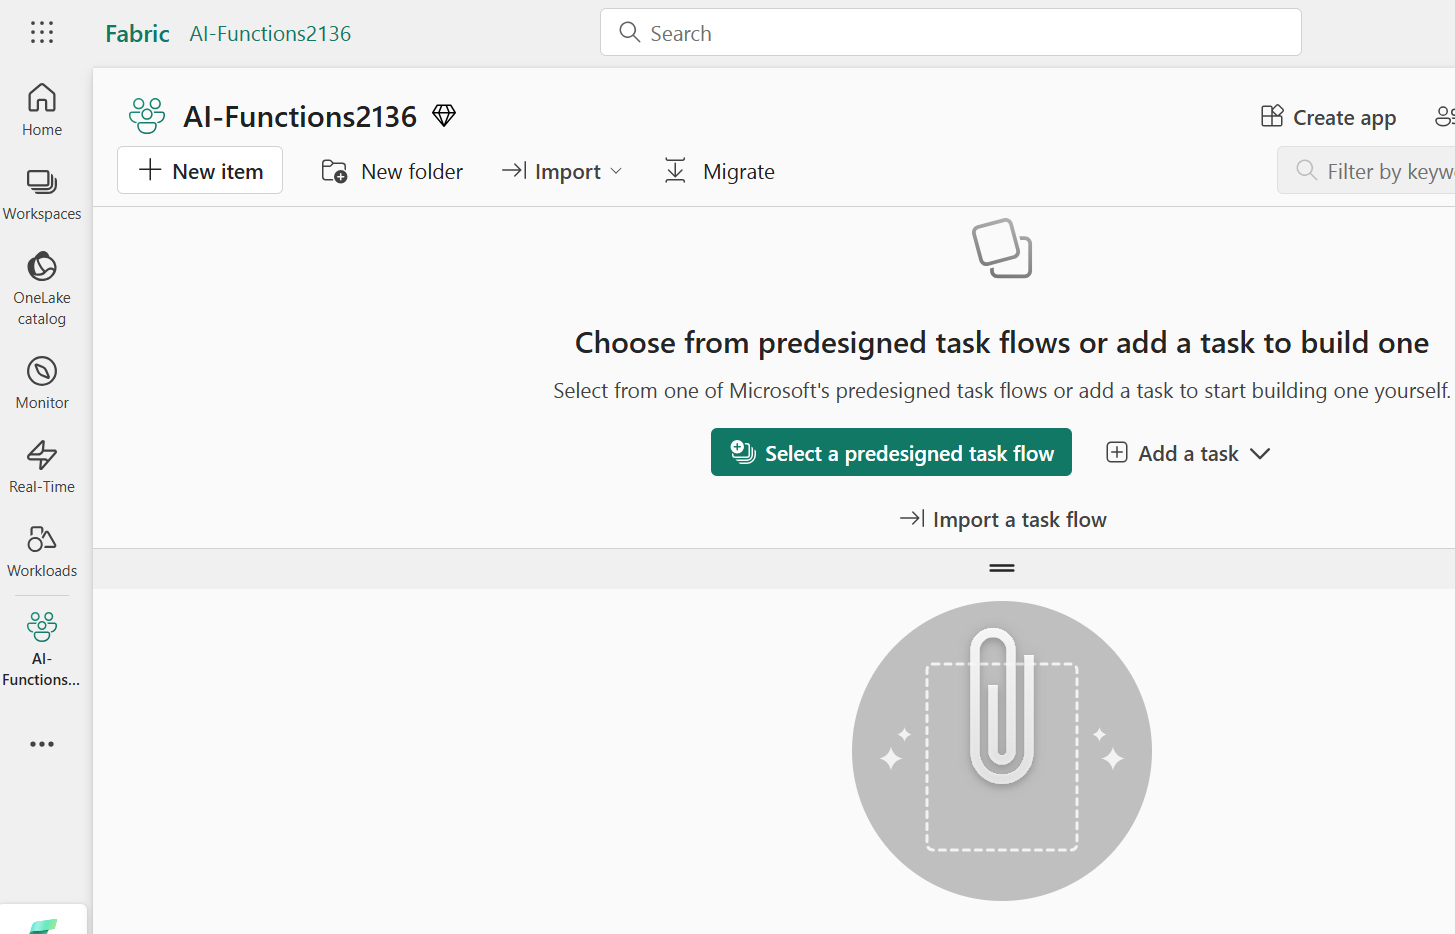 Fabric AI-Functions2136
Search
Home
Workspaces
OneLake
catalog
Monitor
Real-Time
Workloads
AI-
Functions...
AI-Functions2136
Create app
New item
New folder
Import
Migrate
Filter by keyw
Choose from predesigned task flows or add a task to build one
Select from one of Microsoft's predesigned task flows or add a task to start building one yourself.
Select a predesigned task flow
Add a task
Import a task flow